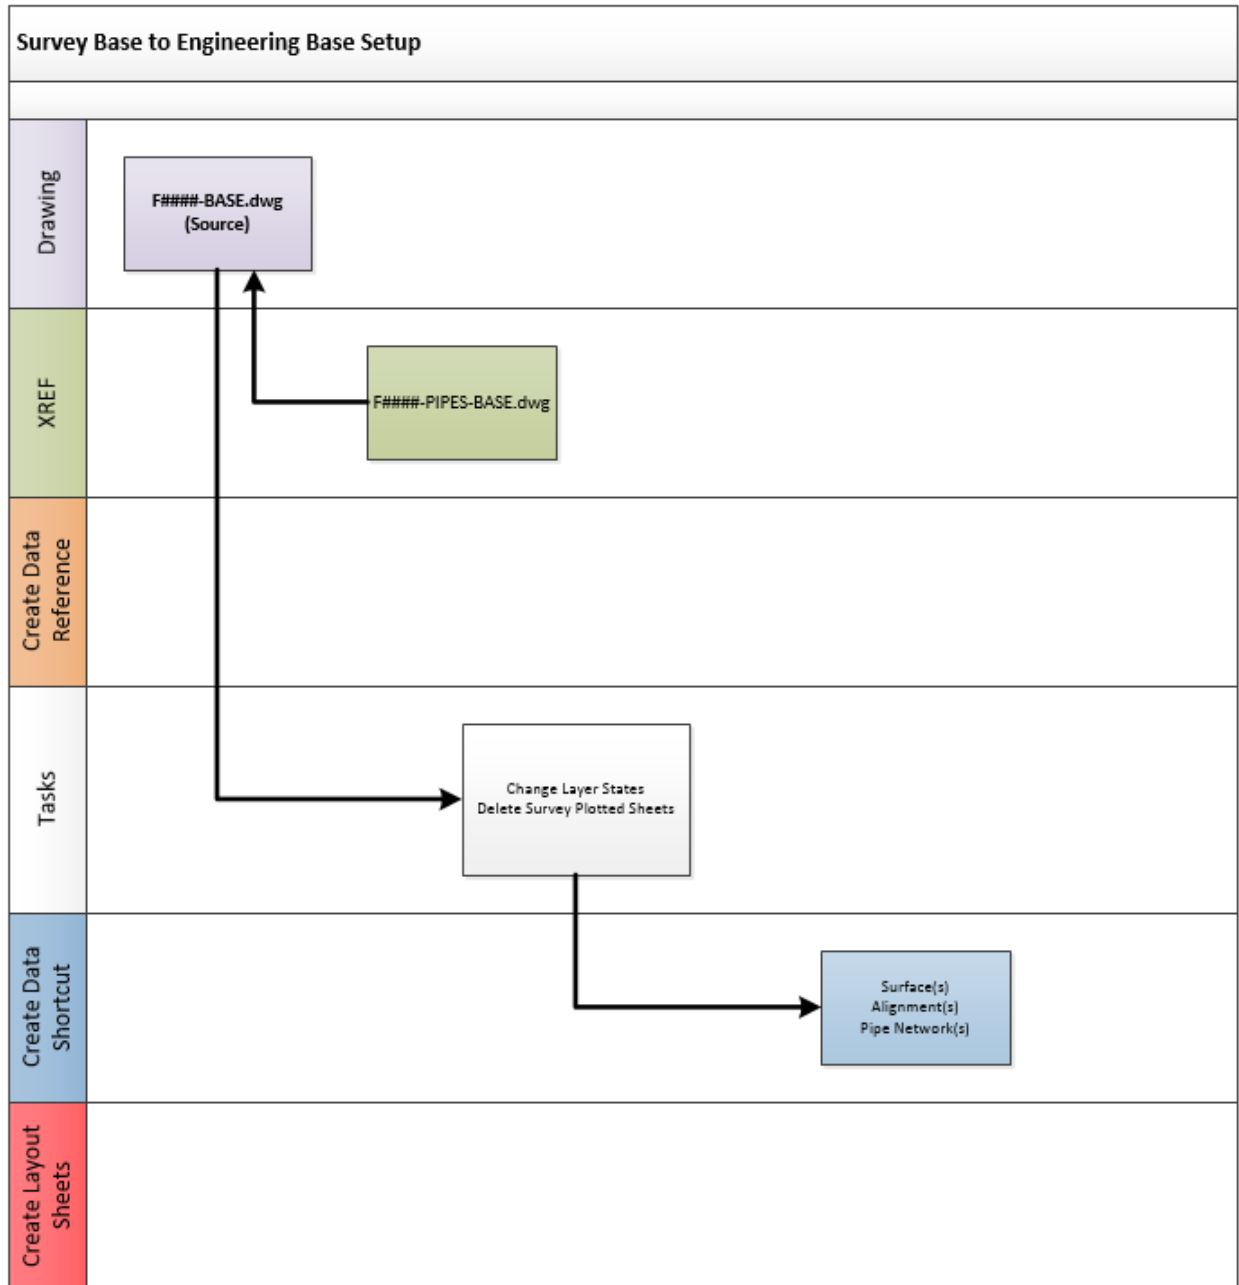 Survey Base to Engineering Base Setup
Drawing
F####-BASE.dwg
(Source)
XREF
F####-PIPES-BASE.dwg
Create Data
Reference
Tasks
Change Layer States
Delete Survey Plotted Sheets
Create Data
Shortcut
Surface(s)
Alignment(s)
Pipe Network(s)
Create Layout
Sheets